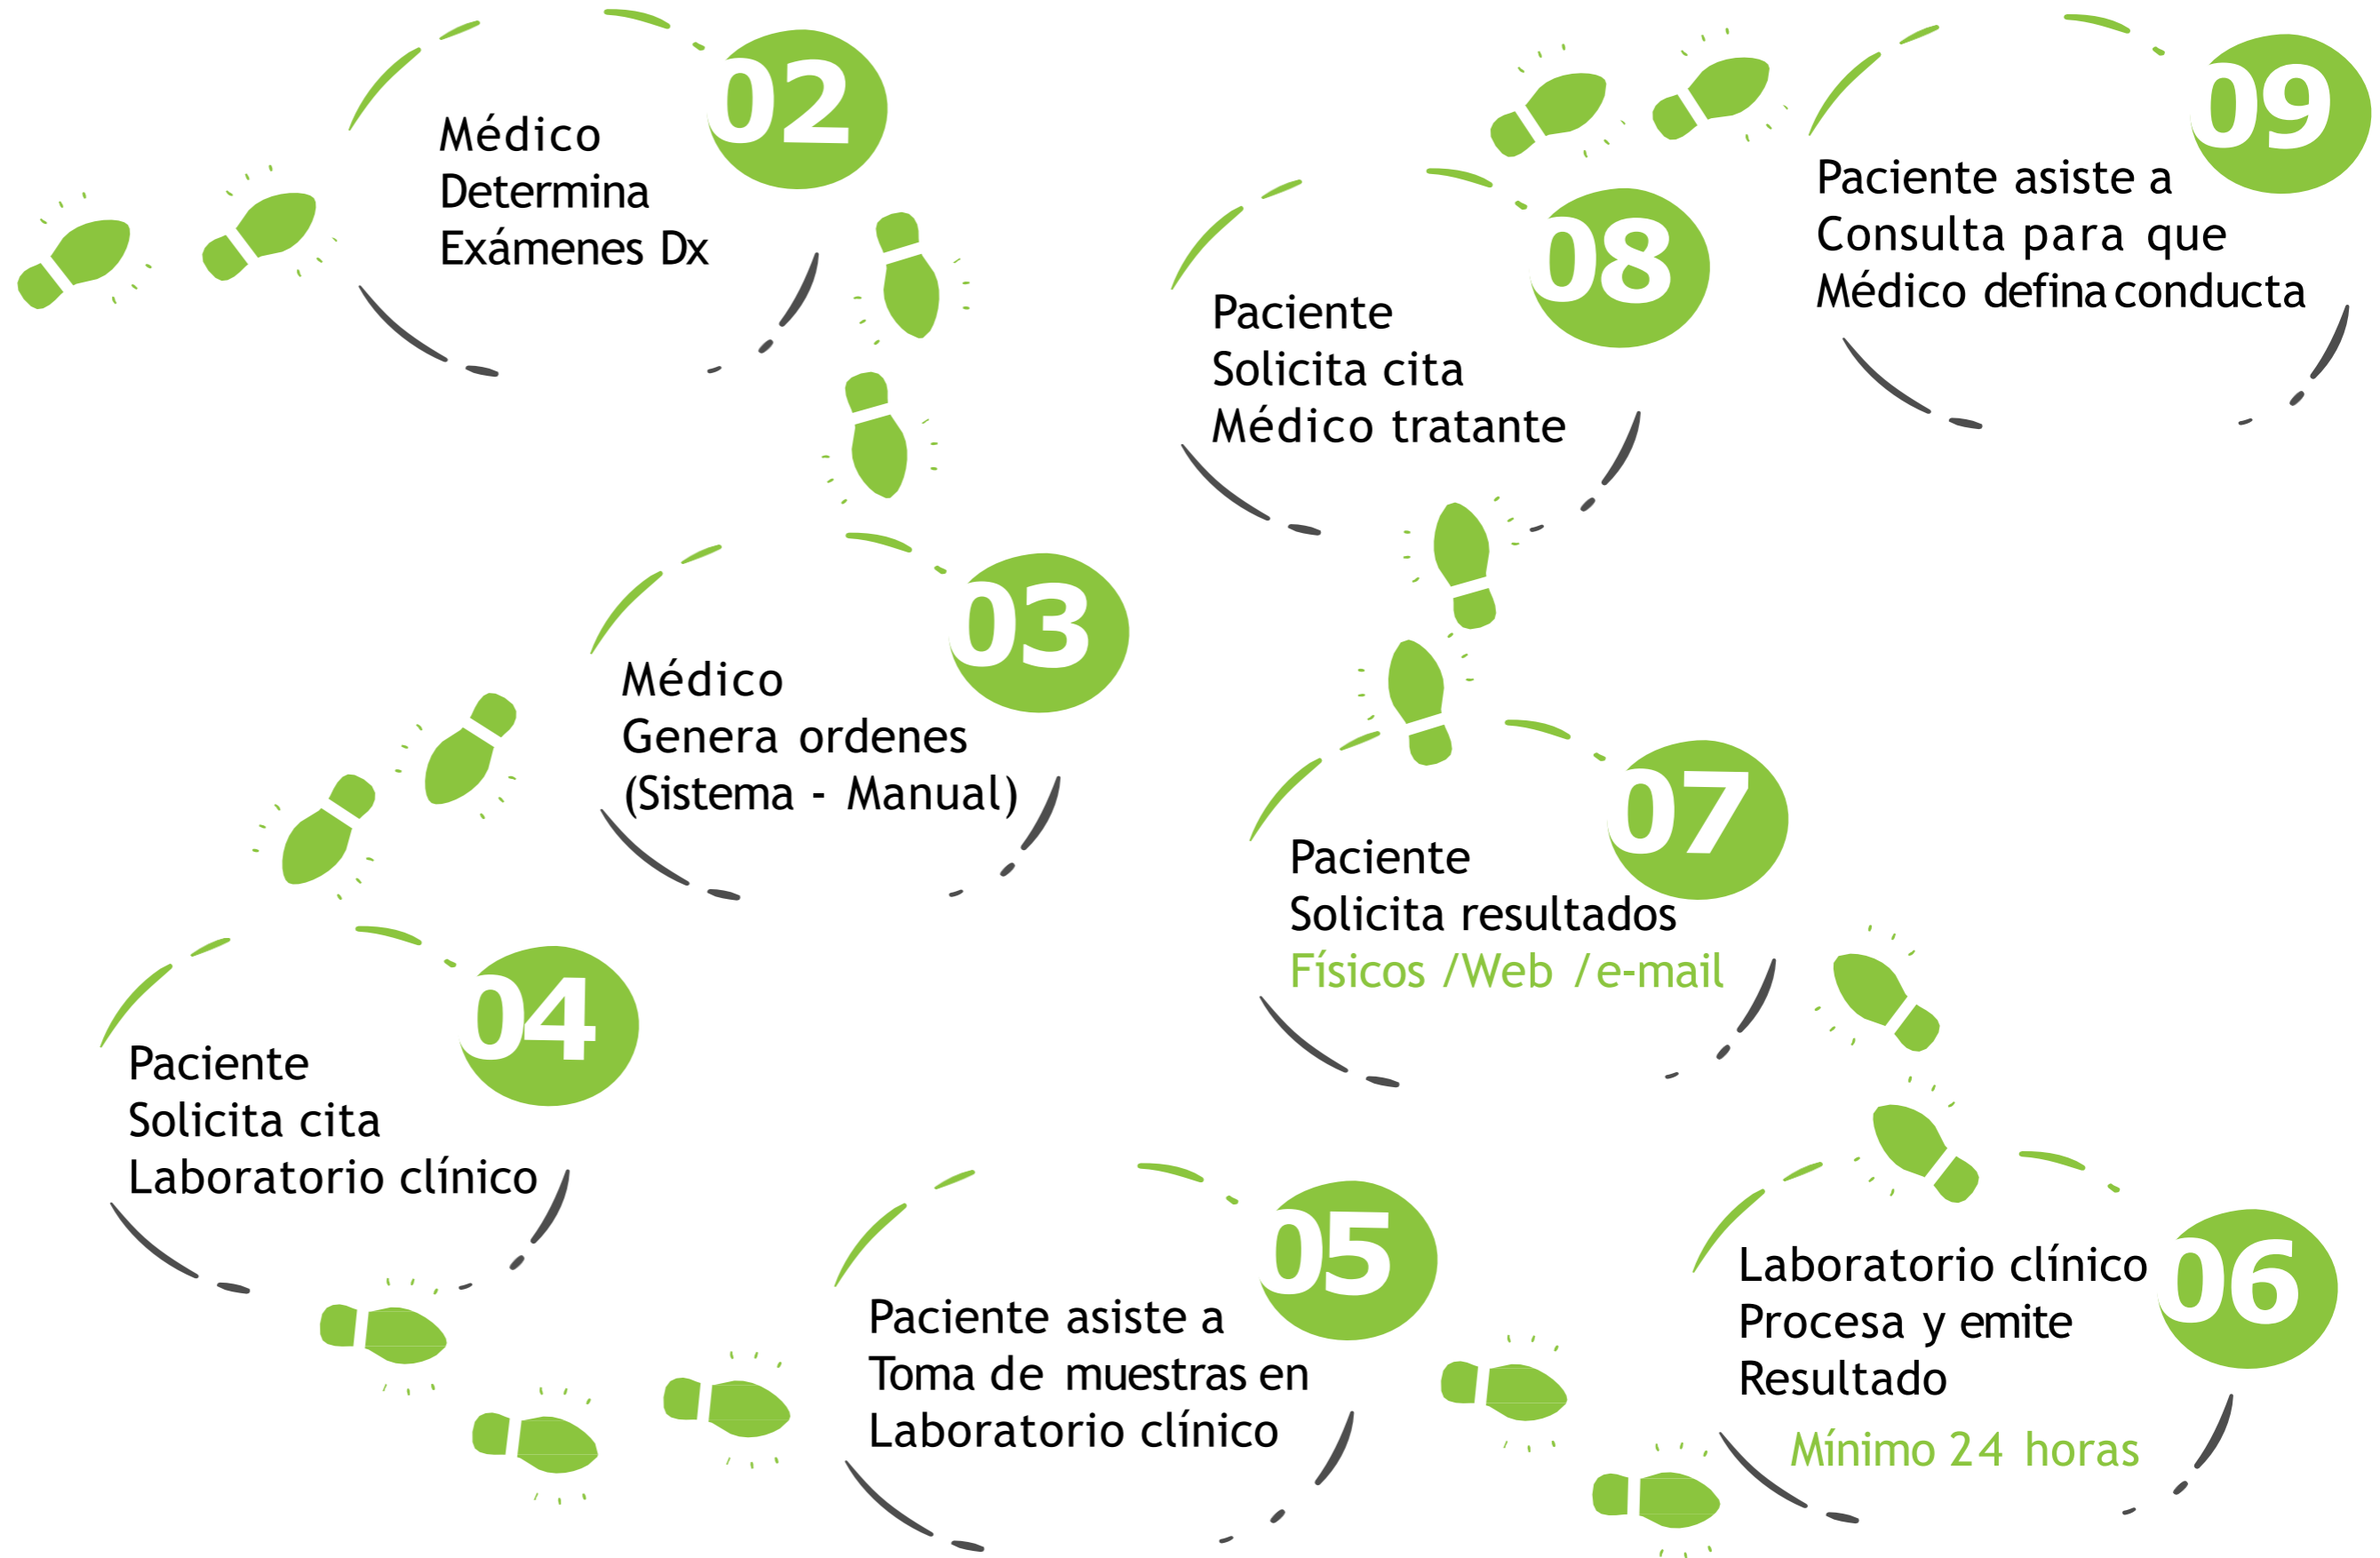 02
Médico
Determina
Exámenes Dx
03
Médico
Genera ordenes
(Sistema - Manual)
04
Paciente
Solicita cita
Laboratorio clínico
05
Paciente asiste a
Toma de muestras en
Laboratorio clínico
06
Laboratorio clínico
Procesa y emite
Resultado
Mínimo 24 horas
07
Paciente
Solicita resultados
Físicos /Web /e-mail
08
Paciente
Solicita cita
Médico tratante
09
Paciente asiste a
Consulta para que
Médico defina conducta